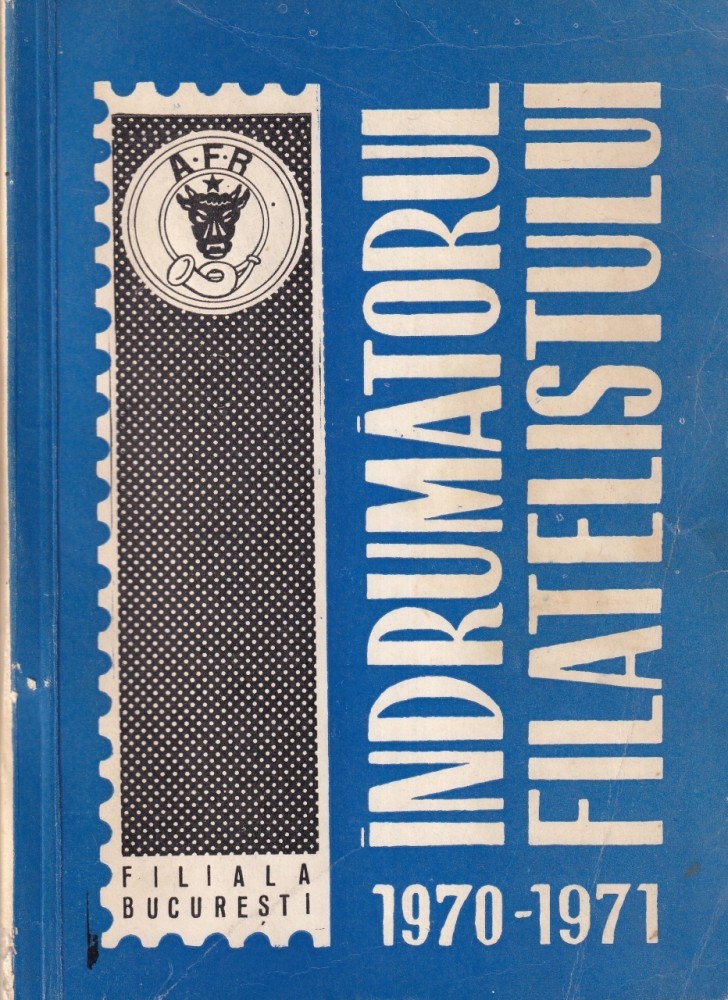 A·F·R
FILIALA
BUCUREȘTI
ÎNDRUMĂTORUL
FILATELISTULUI
1970-1971